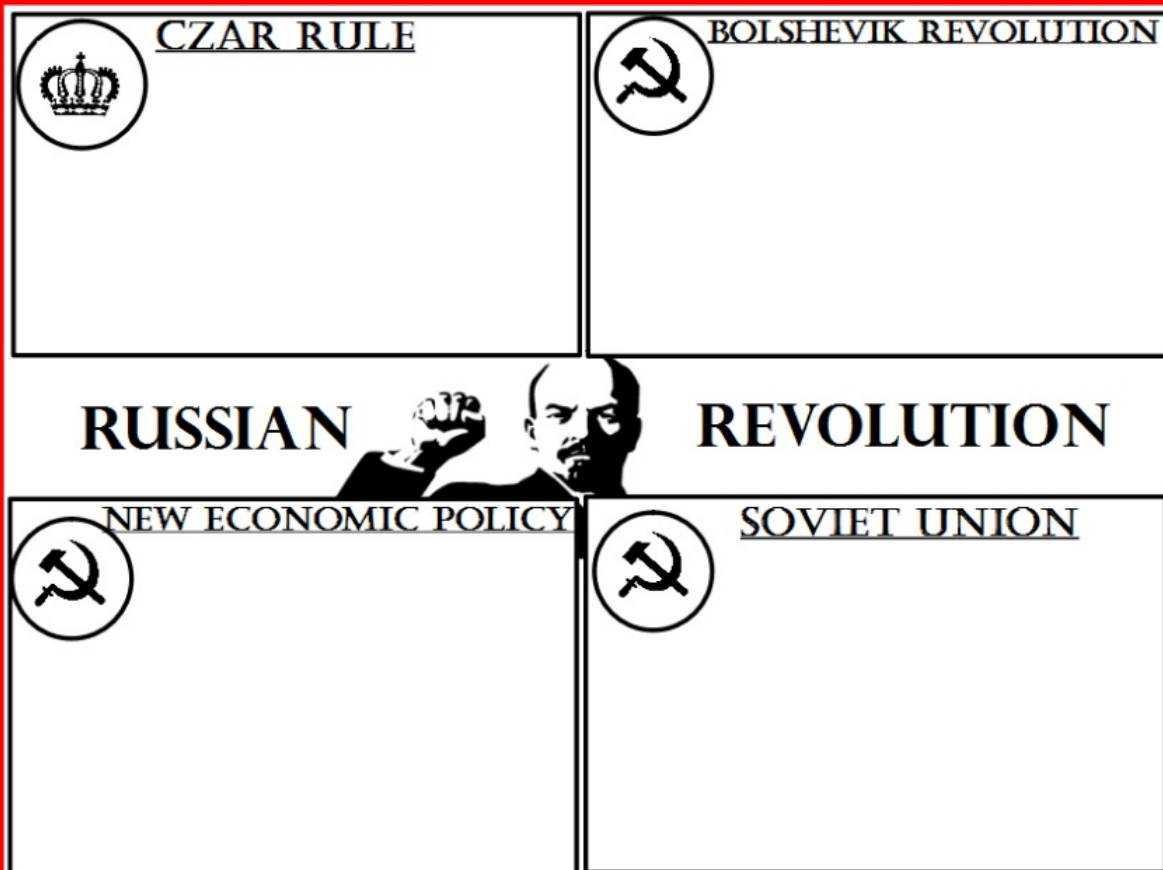 CZAR RULE
BOLSHEVIK REVOLUTION
RUSSIAN REVOLUTION
NEW ECONOMIC POLICY
SOVIET UNION